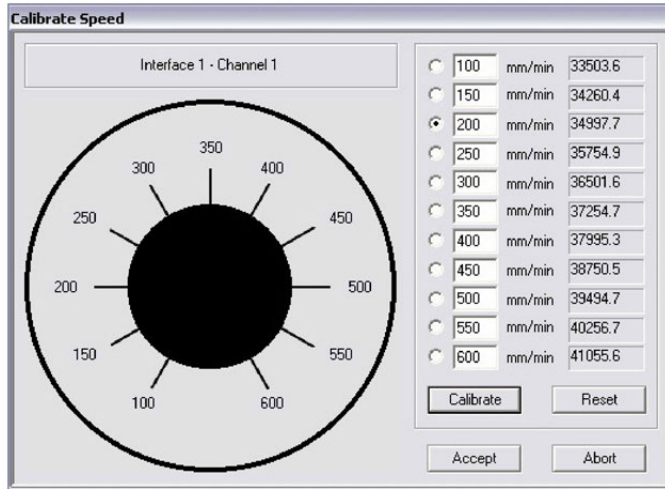 Calibrate Speed
Interface 1 - Channel 1
350
300
400
250
450
200
500
150
550
100
600
100 mm/min 33503.6
150 mm/min 34260.4
200 mm/min 34997.7
250 mm/min 35754.9
300 mm/min 36501.6
350 mm/min 37254.7
400 mm/min 37995.3
450 mm/min 38750.5
500 mm/min 39494.7
550 mm/min 40256.7
600 mm/min 41055.6
Calibrate Reset
Accept Abort